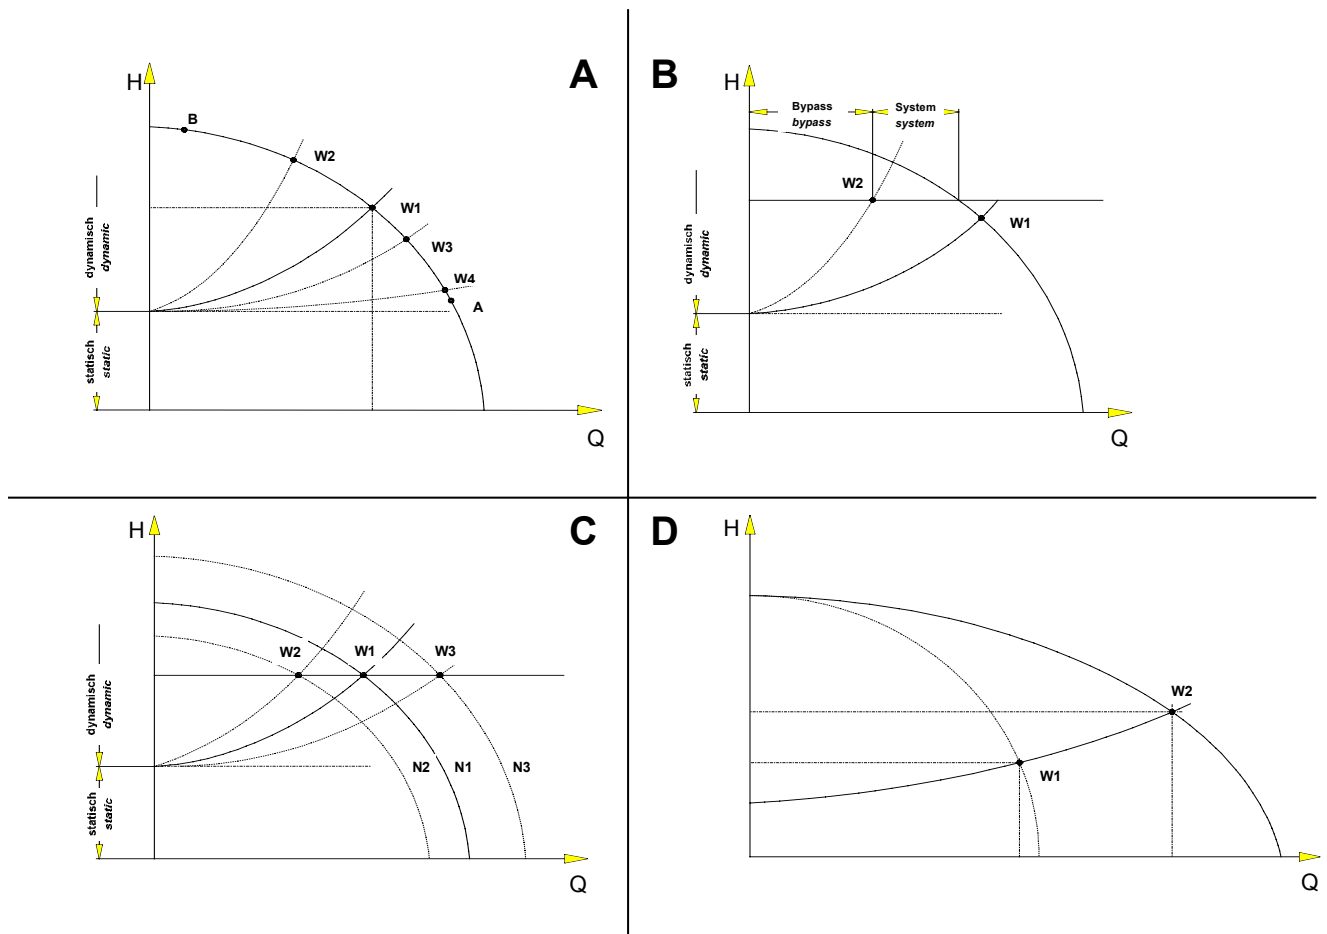 A
H
B
W2
W1
W3
W4
A
dynamisch
dynamic
statisch
static
Q
B
H
Bypass
bypass
System
system
W2
W1
dynamisch
dynamic
statisch
static
Q
C
H
W2
W1
W3
N2
N1
N3
dynamisch
dynamic
statisch
static
Q
D
H
W2
W1
Q